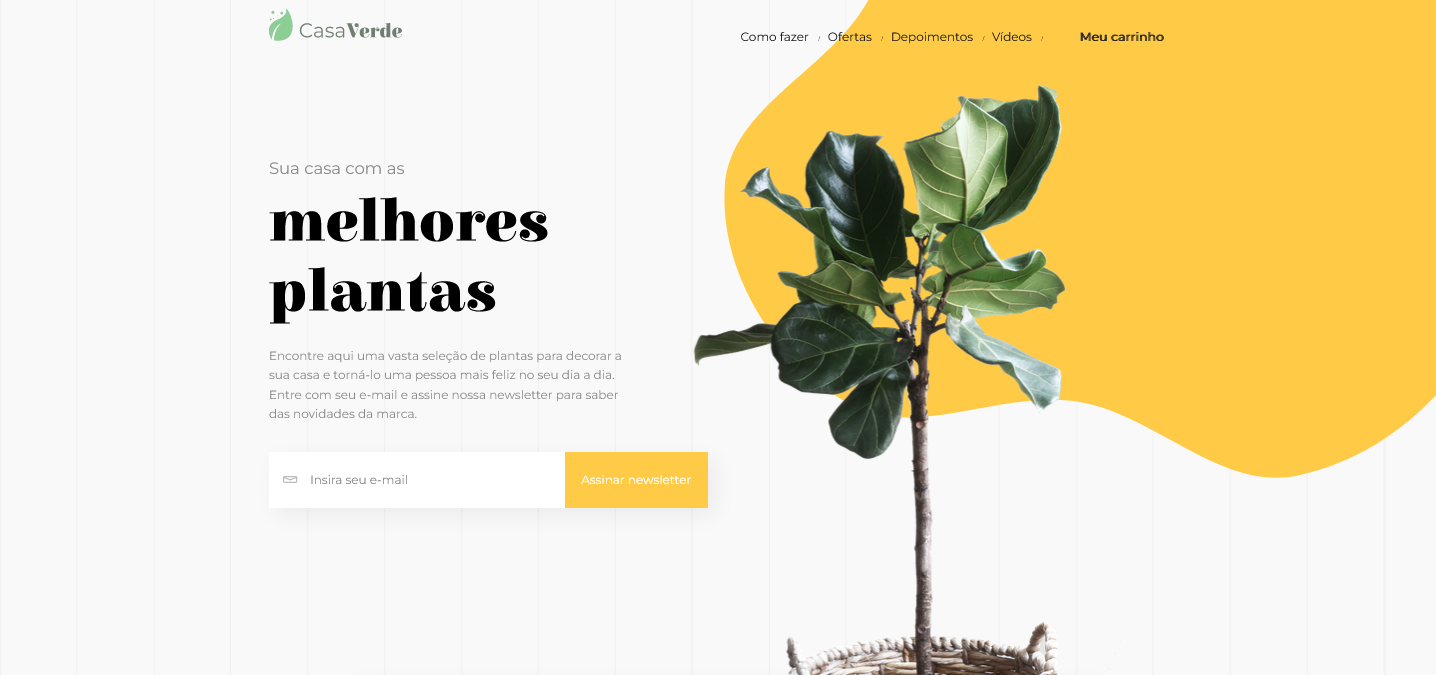 CasaVerde
Como fazer / Ofertas / Depoimentos / Vídeos / Meu carrinho
Sua casa com as
melhores
plantas
Encontre aqui uma vasta seleção de plantas para decorar a
sua casa e torná-lo uma pessoa mais feliz no seu dia a dia.
Entre com seu e-mail e assine nossa newsletter para saber
das novidades da marca.
Insira seu e-mail
Assinar newsletter